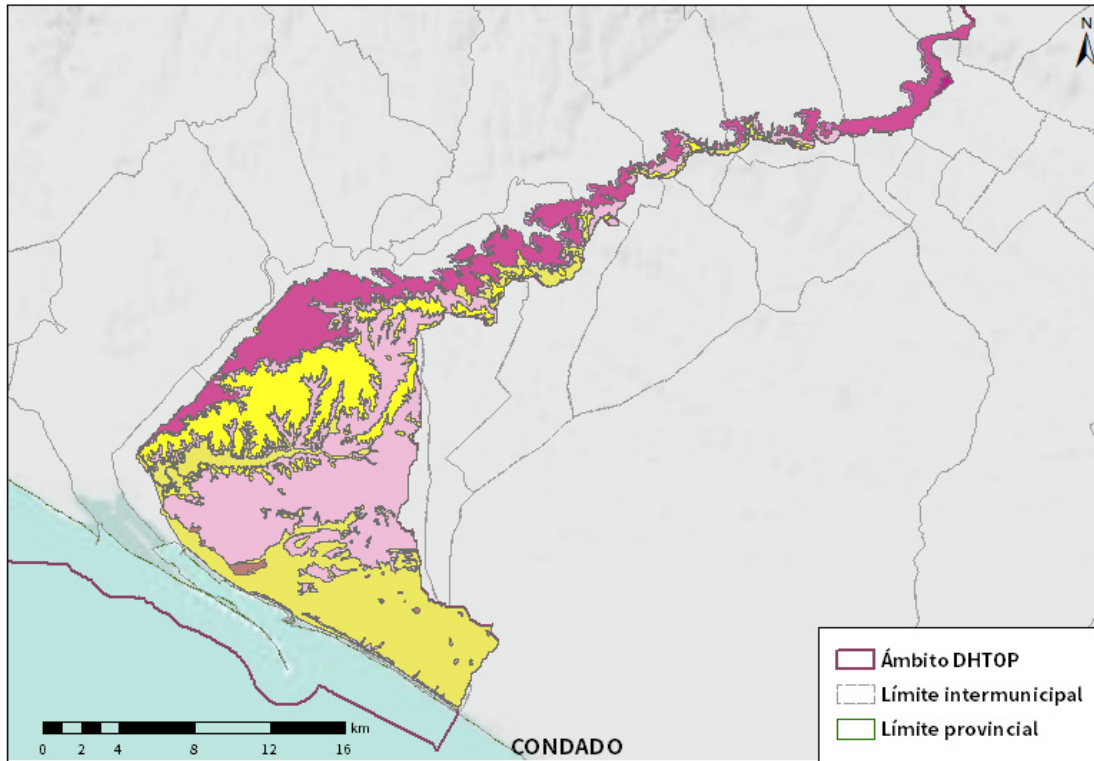 N
Ámbito DHTOP
Límite intermunicipal
Límite provincial
km
0 2 4 8 12 16
CONDADO